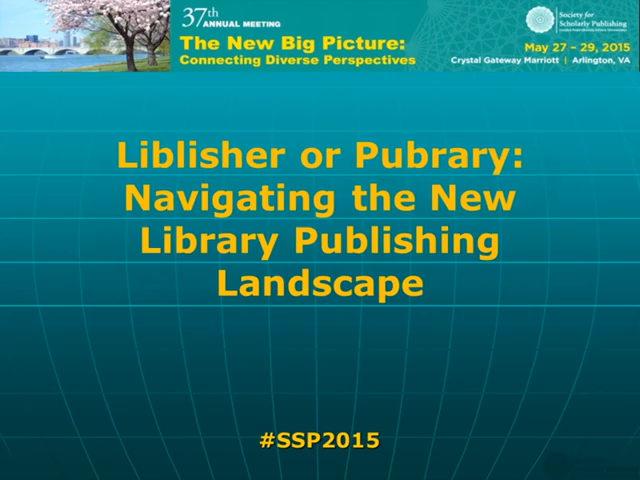 37th ANNUAL MEETING
The New Big Picture:
Connecting Diverse Perspectives
Society for
Scholarly Publishing
May 27 – 29, 2015
Crystal Gateway Marriott | Arlington, VA
Liblisher or Pubrary:
Navigating the New
Library Publishing
Landscape
#SSP2015